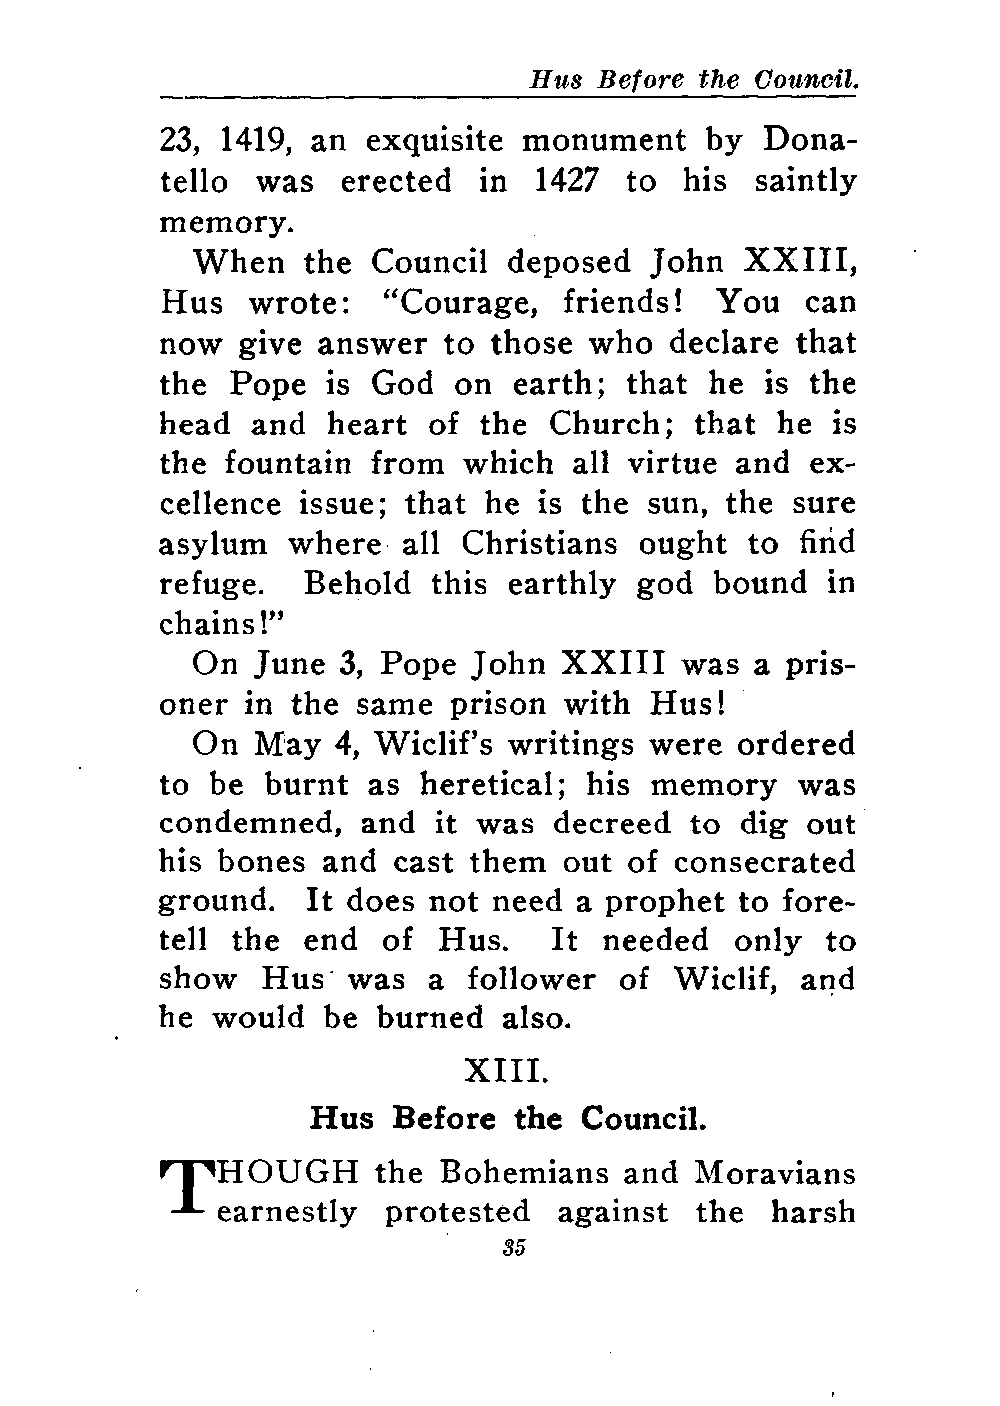 Hus Before the Council.
23, 1419, an exquisite monument by Dona-
tello was erected in 1427 to his saintly
memory.
When the Council deposed John XXIII,
Hus wrote: “Courage, friends! You can
now give answer to those who declare that
the Pope is God on earth; that he is the
head and heart of the Church; that he is
the fountain from which all virtue and ex-
cellence issue; that he is the sun, the sure
asylum where all Christians ought to find
refuge. Behold this earthly god bound in
chains!”
On June 3, Pope John XXIII was a pris-
oner in the same prison with Hus!
On May 4, Wiclif’s writings were ordered
to be burnt as heretical; his memory was
condemned, and it was decreed to dig out
his bones and cast them out of consecrated
ground. It does not need a prophet to fore-
tell the end of Hus. It needed only to
show Hus was a follower of Wiclif, and
he would be burned also.
XIII.
Hus Before the Council.
THOUGH the Bohemians and Moravians
earnestly protested against the harsh
35